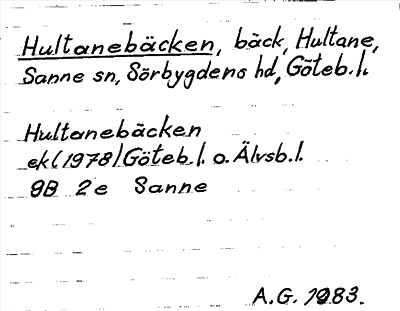 Hultanebäcken, bäck, Hultane,
Sanne sn, Sörbygdens hd, Göteb. l.
Hultanebäcken
ek (1978) Göteb. l. o. Älvsb. l.
9B 2e Sanne
A.G. 1983.